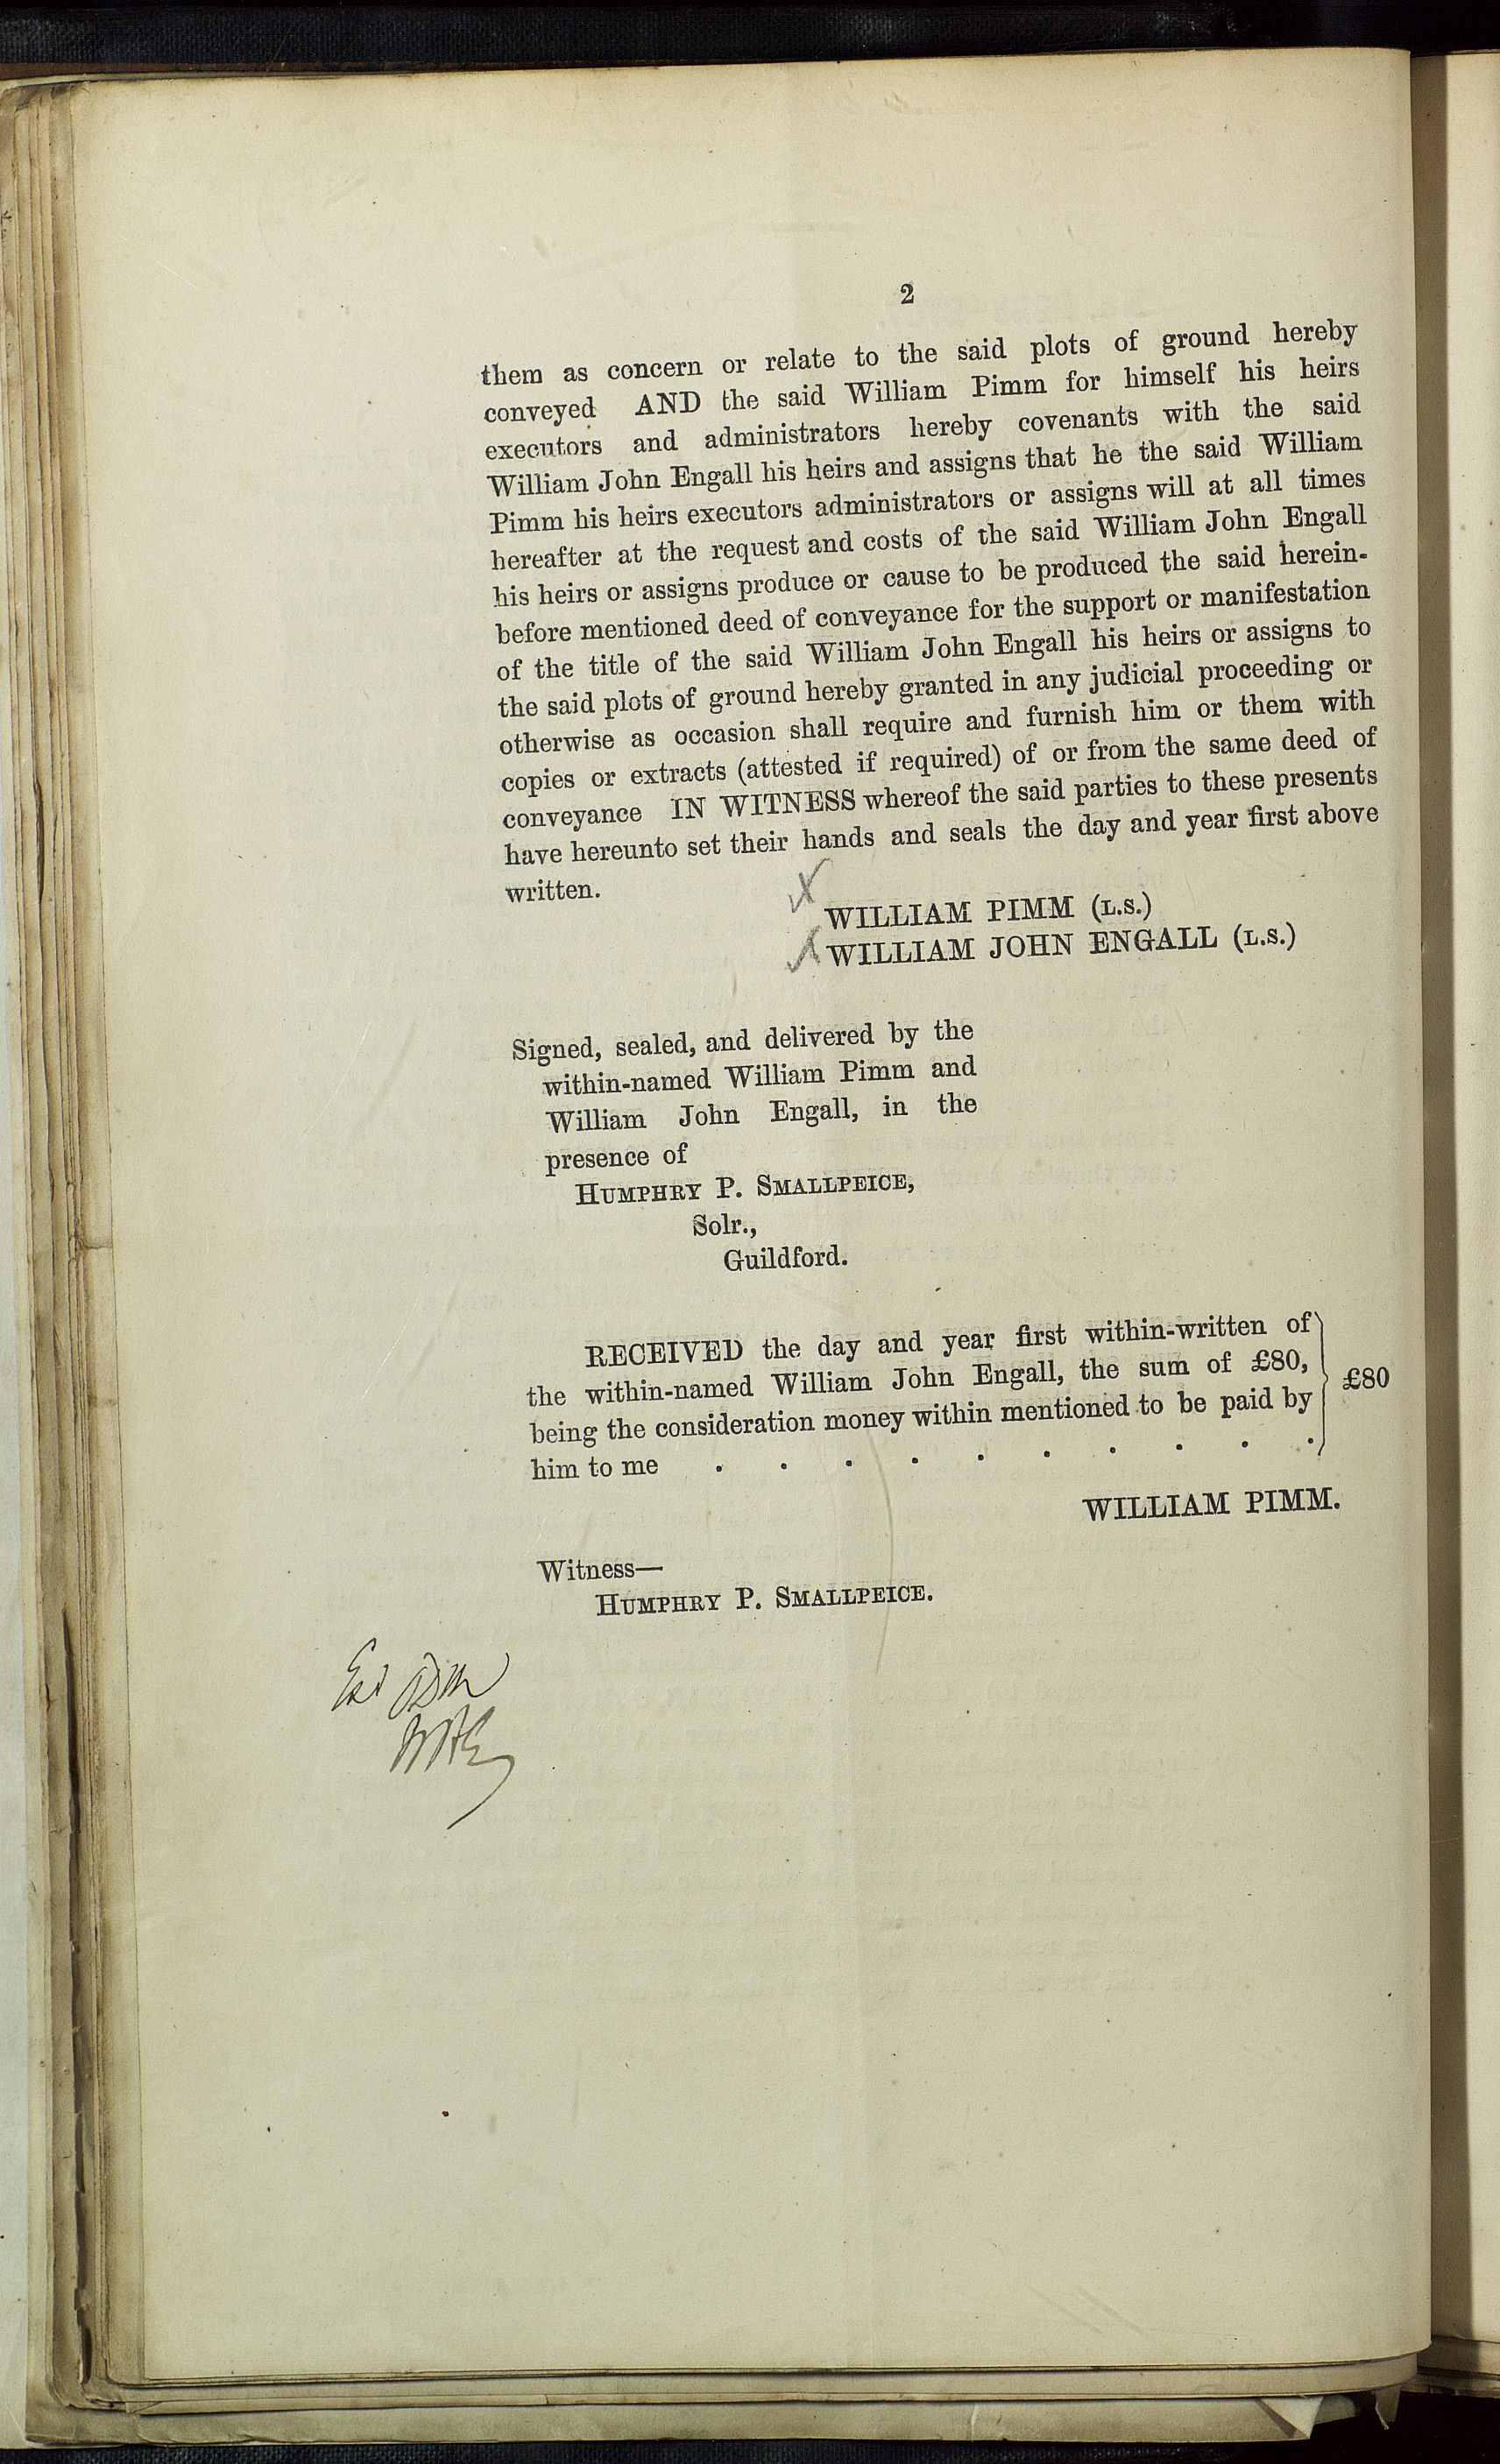 2
them as concern or relate to the said plots of ground hereby
conveyed AND the said William Pimm for himself his heirs
executors and administrators hereby covenants with the said
William John Engall his heirs and assigns that he the said William
Pimm his heirs executors administrators or assigns will at all times
hereafter at the request and costs of the said William John Engall
his heirs or assigns produce or cause to be produced the said herein-
before mentioned deed of conveyance for the support or manifestation
of the title of the said William John Engall his heirs or assigns to
the said plots of ground hereby granted in any judicial proceeding or
otherwise as occasion shall require and furnish him or them with
copies or extracts (attested if required) of or from the same deed of
conveyance IN WITNESS whereof the said parties to these presents
have hereunto set their hands and seals the day and year first above
written.
WILLIAM PIMM (L.S.)
WILLIAM JOHN ENGALL (L.S.)
Signed, sealed, and delivered by the
within-named William Pimm and
William John Engall, in the
presence of
HUMPHRY P. SMALLPEICE,
Solr.,
Guildford.
RECEIVED the day and year first within-written of
the within-named William John Engall, the sum of £80,
being the consideration money within mentioned to be paid by
him to me . . . . . . . . . .
£80
WILLIAM PIMM.
Witness—
HUMPHRY P. SMALLPEICE.